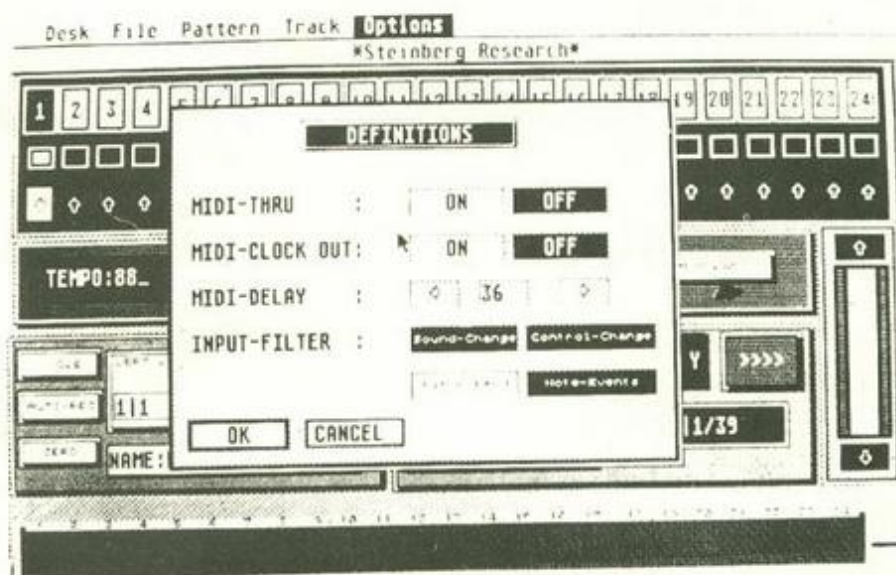 Desk File Pattern Track Options
*Steinberg Research*
1 2 3 4 19 20 21 22 23 24
DEFINITIONS
MIDI-THRU : ON OFF
MIDI-CLOCK OUT: ON OFF
TEMPO:88_
MIDI-DELAY : 36
INPUT-FILTER : Sound-Change Control-Change
Note-Events
Y >>>>
1|1
|1/39
OK CANCEL
ZERO
NAME: